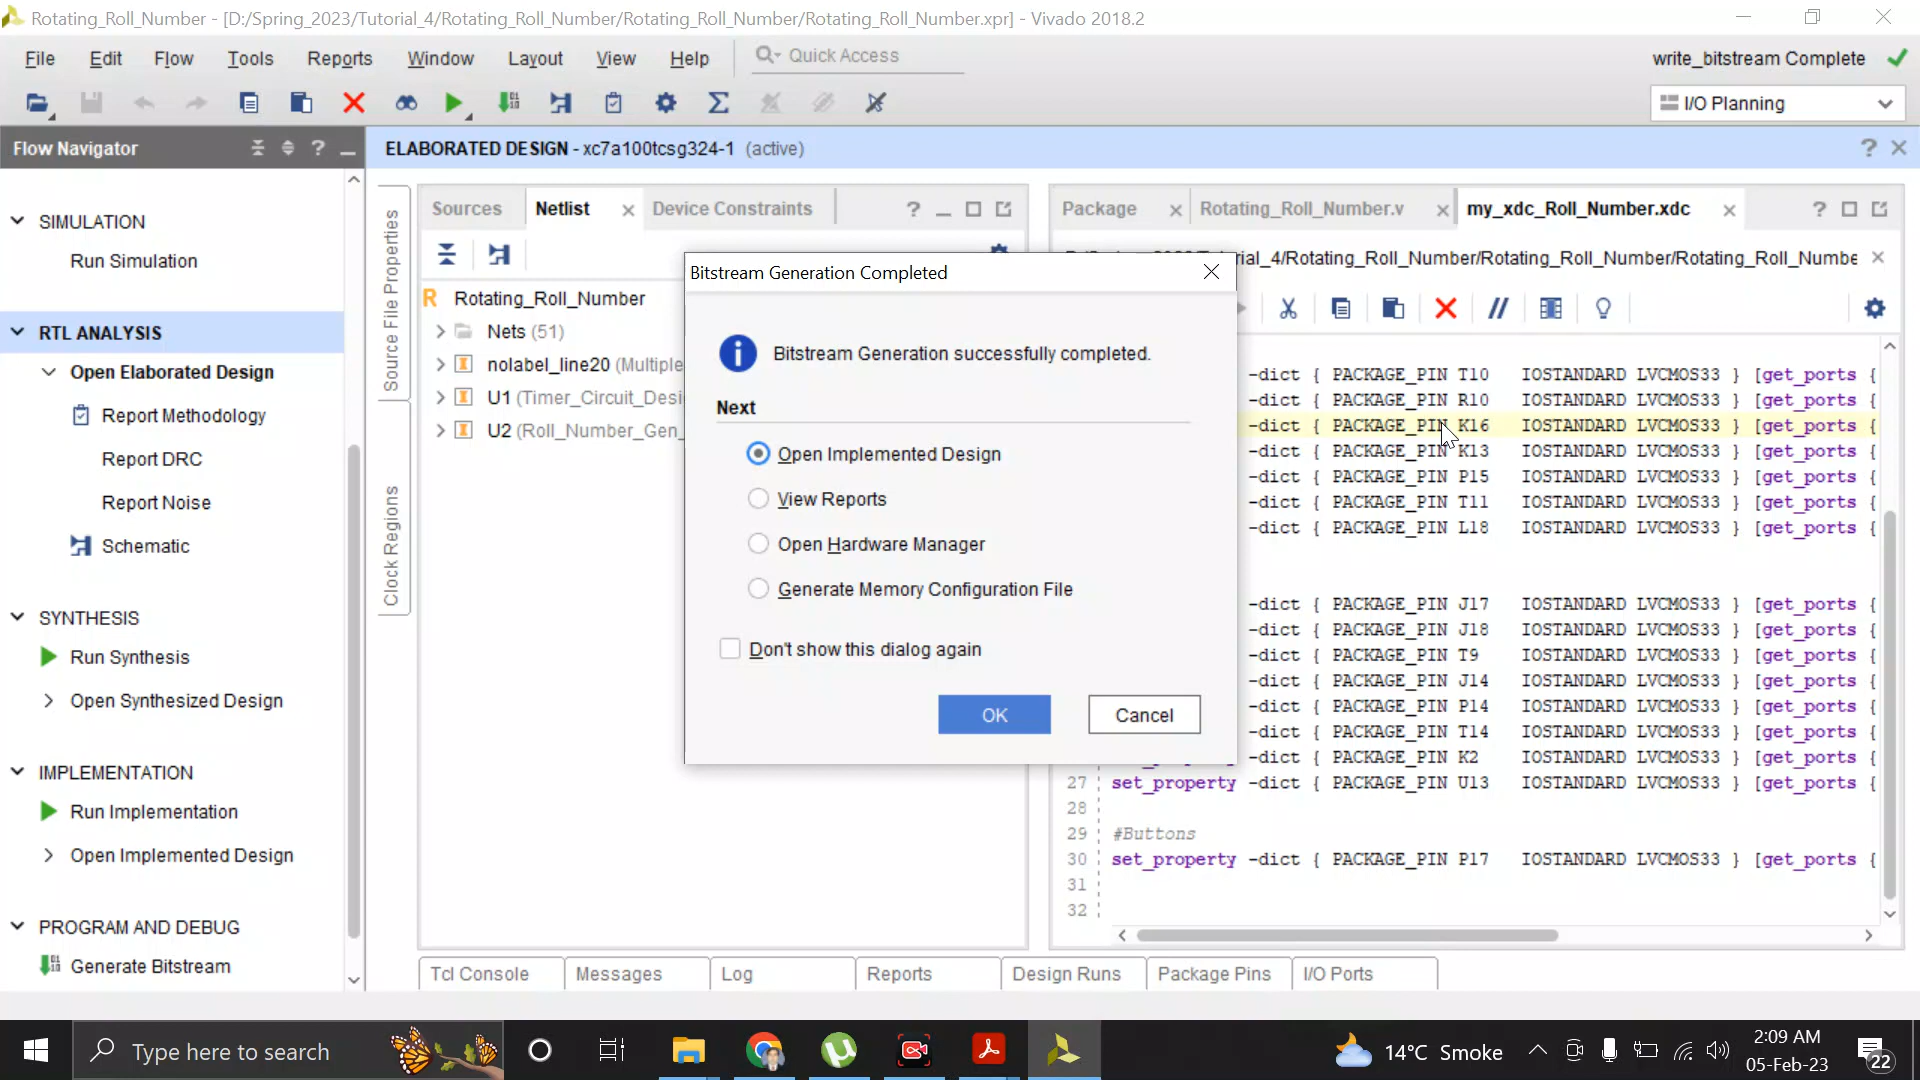 Rotating_Roll_Number - [D:/Spring_2023/Tutorial_4/Rotating_Roll_Number/Rotating_Roll_Number/Rotating_Roll_Number.xpr] - Vivado 2018.2
File Edit Flow Tools Reports Window Layout View Help Quick Access write_bitstream Complete
I/O Planning
Flow Navigator
ELABORATED DESIGN - xc7a100tcsg324-1 (active)
SIMULATION
Run Simulation
RTL ANALYSIS
Open Elaborated Design
Report Methodology
Report DRC
Report Noise
Schematic
SYNTHESIS
Run Synthesis
Open Synthesized Design
IMPLEMENTATION
Run Implementation
Open Implemented Design
PROGRAM AND DEBUG
Generate Bitstream
Source File Properties
Clock Regions
Sources Netlist Device Constraints
Rotating_Roll_Number
Nets (51)
nolabel_line20 (Multiple
U1 (Timer_Circuit_Desi
U2 (Roll_Number_Gen_
Bitstream Generation Completed
Bitstream Generation successfully completed.
Next
Open Implemented Design
View Reports
Open Hardware Manager
Generate Memory Configuration File
Don't show this dialog again
OK Cancel
Package Rotating_Roll_Number.v my_xdc_Roll_Number.xdc
ial_4/Rotating_Roll_Number/Rotating_Roll_Number/Rotating_Roll_Numbe
-dict { PACKAGE_PIN T10 IOSTANDARD LVCMOS33 } [get_ports {
-dict { PACKAGE_PIN R10 IOSTANDARD LVCMOS33 } [get_ports {
-dict { PACKAGE_PIN K16 IOSTANDARD LVCMOS33 } [get_ports {
-dict { PACKAGE_PIN K13 IOSTANDARD LVCMOS33 } [get_ports {
-dict { PACKAGE_PIN P15 IOSTANDARD LVCMOS33 } [get_ports {
-dict { PACKAGE_PIN T11 IOSTANDARD LVCMOS33 } [get_ports {
-dict { PACKAGE_PIN L18 IOSTANDARD LVCMOS33 } [get_ports {
-dict { PACKAGE_PIN J17 IOSTANDARD LVCMOS33 } [get_ports {
-dict { PACKAGE_PIN J18 IOSTANDARD LVCMOS33 } [get_ports {
-dict { PACKAGE_PIN T9 IOSTANDARD LVCMOS33 } [get_ports {
-dict { PACKAGE_PIN J14 IOSTANDARD LVCMOS33 } [get_ports {
-dict { PACKAGE_PIN P14 IOSTANDARD LVCMOS33 } [get_ports {
-dict { PACKAGE_PIN T14 IOSTANDARD LVCMOS33 } [get_ports {
-dict { PACKAGE_PIN K2 IOSTANDARD LVCMOS33 } [get_ports {
27 set_property -dict { PACKAGE_PIN U13 IOSTANDARD LVCMOS33 } [get_ports {
28
29 #Buttons
30 set_property -dict { PACKAGE_PIN P17 IOSTANDARD LVCMOS33 } [get_ports {
31
32
Tcl Console Messages Log Reports Design Runs Package Pins I/O Ports
Type here to search
14°C Smoke
2:09 AM
05-Feb-23
22